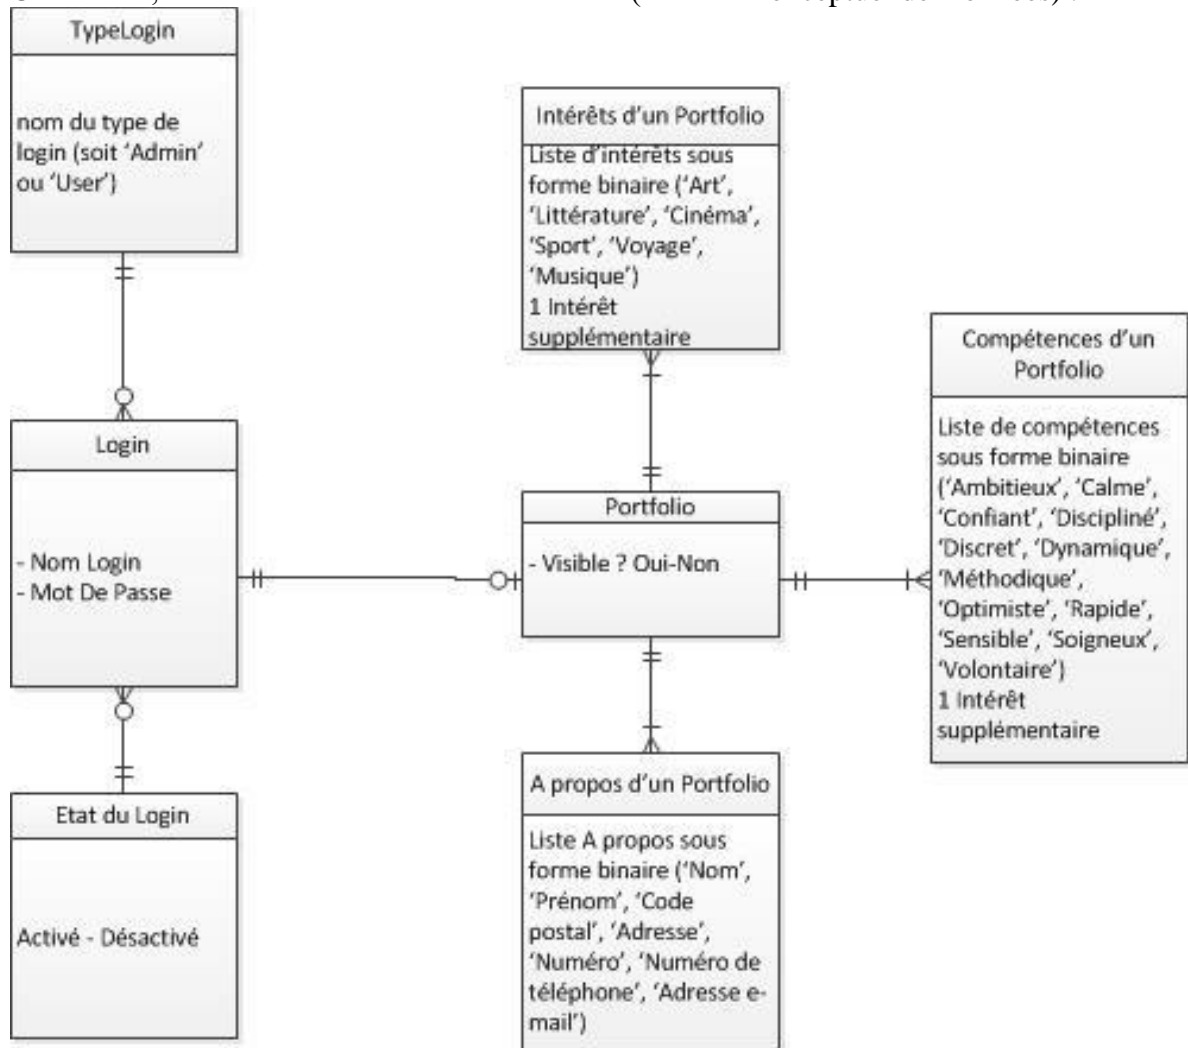 TypeLogin
nom du type de
login (soit ‘Admin’
ou ‘User’)
Intérêts d’un Portfolio
Liste d’intérêts sous
forme binaire (‘Art’,
‘Littérature’, ‘Cinéma’,
‘Sport’, ‘Voyage’,
‘Musique’)
1 Intérêt
supplémentaire
Compétences d’un
Portfolio
Liste de compétences
sous forme binaire
(‘Ambitieux’, ‘Calme’,
‘Confiant’, ‘Discipliné’,
‘Discret’, ‘Dynamique’,
‘Méthodique’,
‘Optimiste’, ‘Rapide’,
‘Sensible’, ‘Soigneux’,
‘Volontaire’)
1 Intérêt
supplémentaire
Login
- Nom Login
- Mot De Passe
Portfolio
- Visible ? Oui-Non
Etat du Login
Activé - Désactivé
A propos d’un Portfolio
Liste A propos sous
forme binaire (‘Nom’,
‘Prénom’, ‘Code
postal’, ‘Adresse’,
‘Numéro’, ‘Numéro de
téléphone’, ‘Adresse e-
mail’)